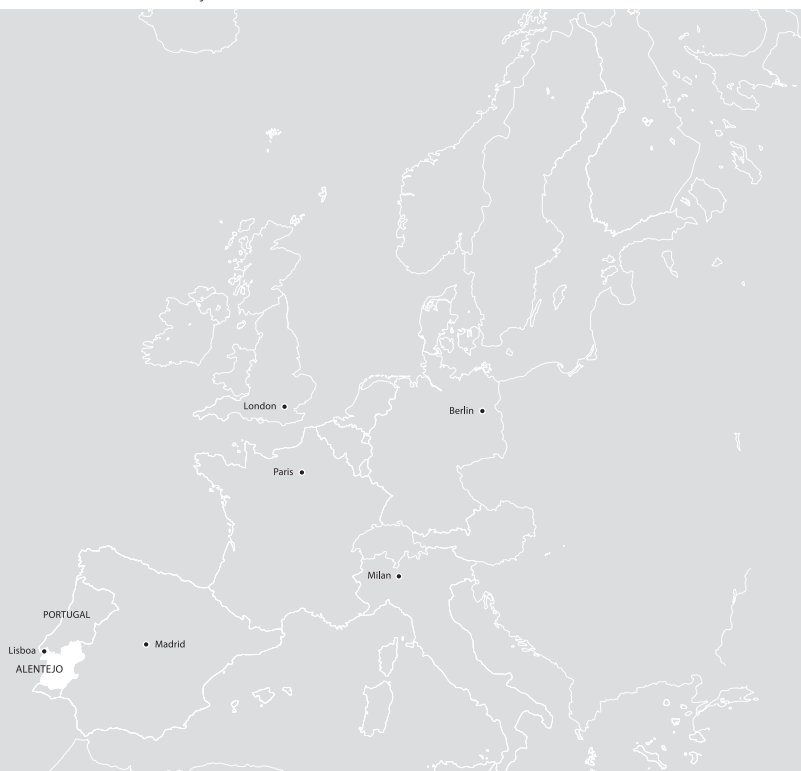 London
Berlin
Paris
Milan
PORTUGAL
Madrid
Lisboa
ALENTEJO